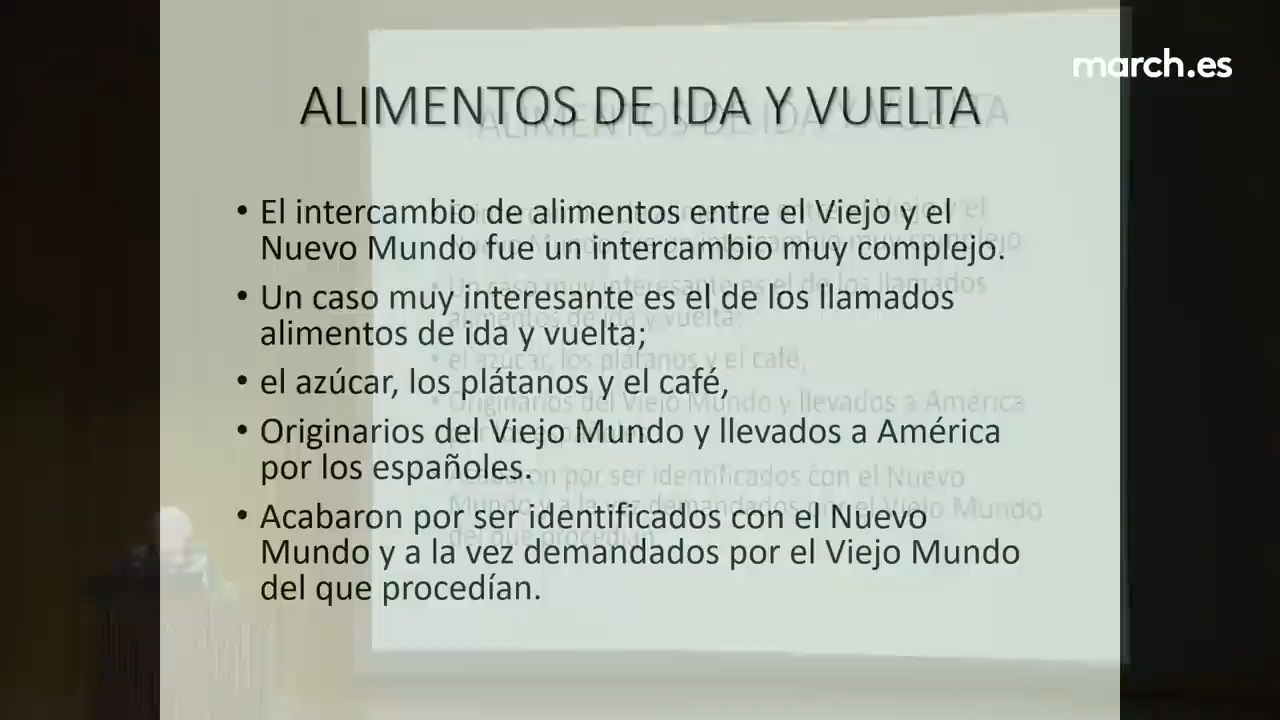 march.es
ALIMENTOS DE IDA Y VUELTA
• El intercambio de alimentos entre el Viejo y el
Nuevo Mundo fue un intercambio muy complejo.
• Un caso muy interesante es el de los llamados
alimentos de ida y vuelta;
• el azúcar, los plátanos y el café,
• Originarios del Viejo Mundo y llevados a América
por los españoles.
• Acabaron por ser identificados con el Nuevo
Mundo y a la vez demandados por el Viejo Mundo
del que procedían.